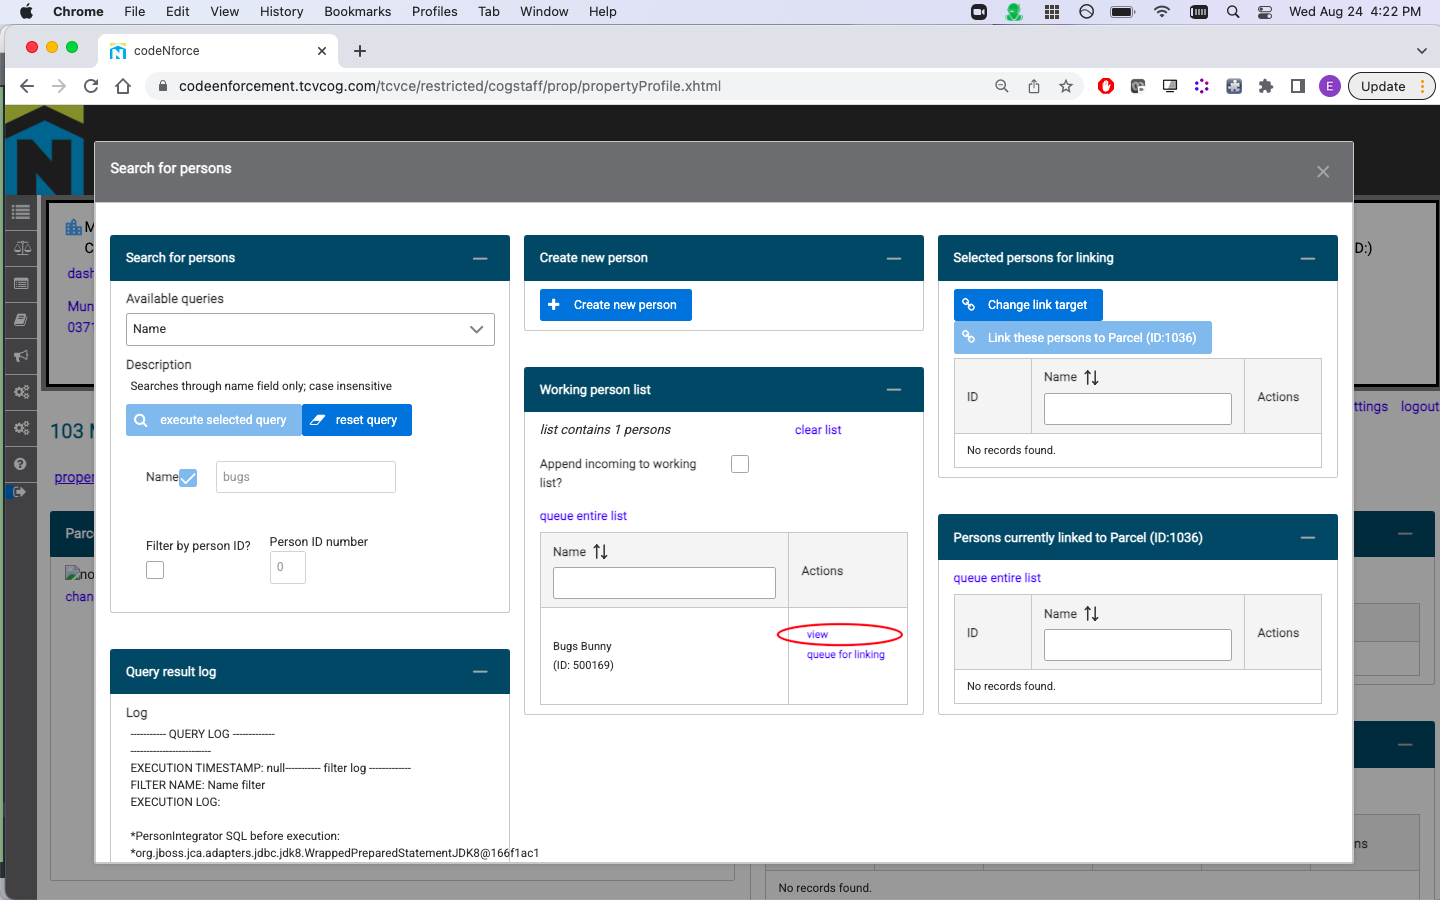 Chrome File Edit View History Bookmarks Profiles Tab Window Help Wed Aug 24 4:22 PM
codeNforce
codeenforcement.tcvcog.com/tcvce/restricted/cogstaff/prop/propertyProfile.xhtml
E
Update
Search for persons
M
C
D:)
dash
Mun
0371
ttings logout
103
proper
Parc
no
chan
Search for persons
Available queries
Name
Description
Searches through name field only; case insensitive
execute selected query
reset query
Name
bugs
Filter by person ID?
Person ID number
0
Query result log
Log
----------- QUERY LOG -------------
-------------------------
EXECUTION TIMESTAMP: null----------- filter log -------------
FILTER NAME: Name filter
EXECUTION LOG:
*PersonIntegrator SQL before execution:
*org.jboss.jca.adapters.jdbc.jdk8.WrappedPreparedStatementJDK8@166f1ac1
Create new person
Create new person
Working person list
list contains 1 persons
clear list
Append incoming to working
list?
queue entire list
Name
Actions
Bugs Bunny
(ID: 500169)
view
queue for linking
Selected persons for linking
Change link target
Link these persons to Parcel (ID:1036)
ID
Name
Actions
No records found.
Persons currently linked to Parcel (ID:1036)
queue entire list
ID
Name
Actions
No records found.
ns
No records found.